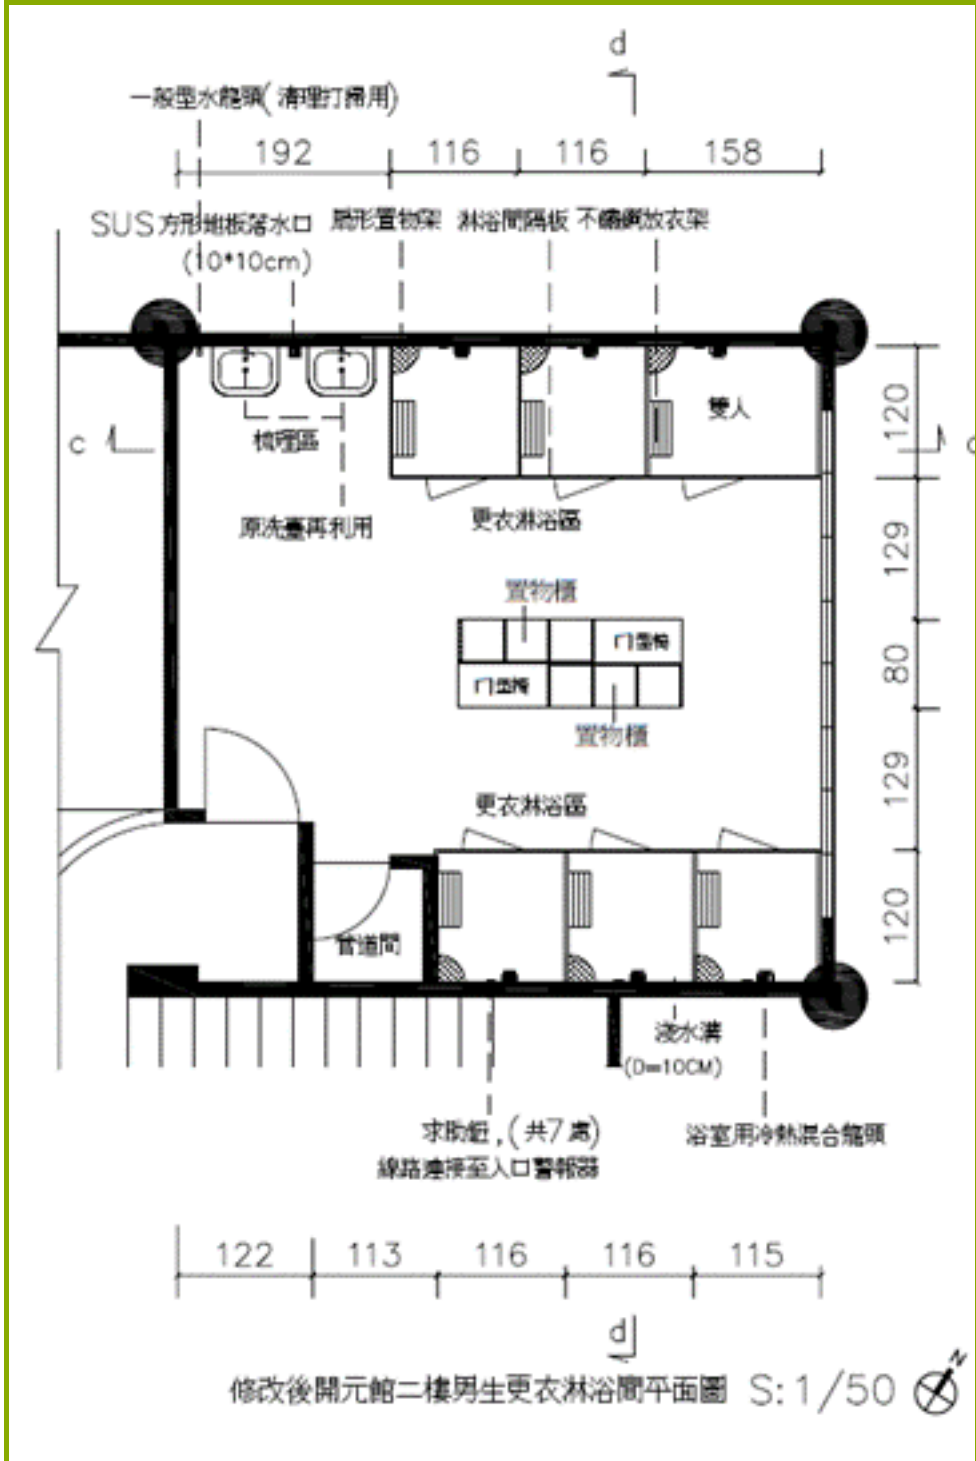 d
一般型水龍頭(清理打掃用)
192 116 116 158
SUS方形地板落水口 扇形置物架 淋浴間隔板 不鏽鋼放衣架
(10*10cm)
雙人
120
c
梳理區
原洗臺再利用
更衣淋浴區
129
置物櫃
ㄇ型椅
80
ㄇ型椅
置物櫃
129
更衣淋浴區
120
管道間
淺水溝
(D=10CM)
求助鈕,(共7處)
浴室用冷熱混合龍頭
線路連接至入口警報器
122 113 116 116 115
d
N
修改後開元館二樓男生更衣淋浴間平面圖 S:1/50